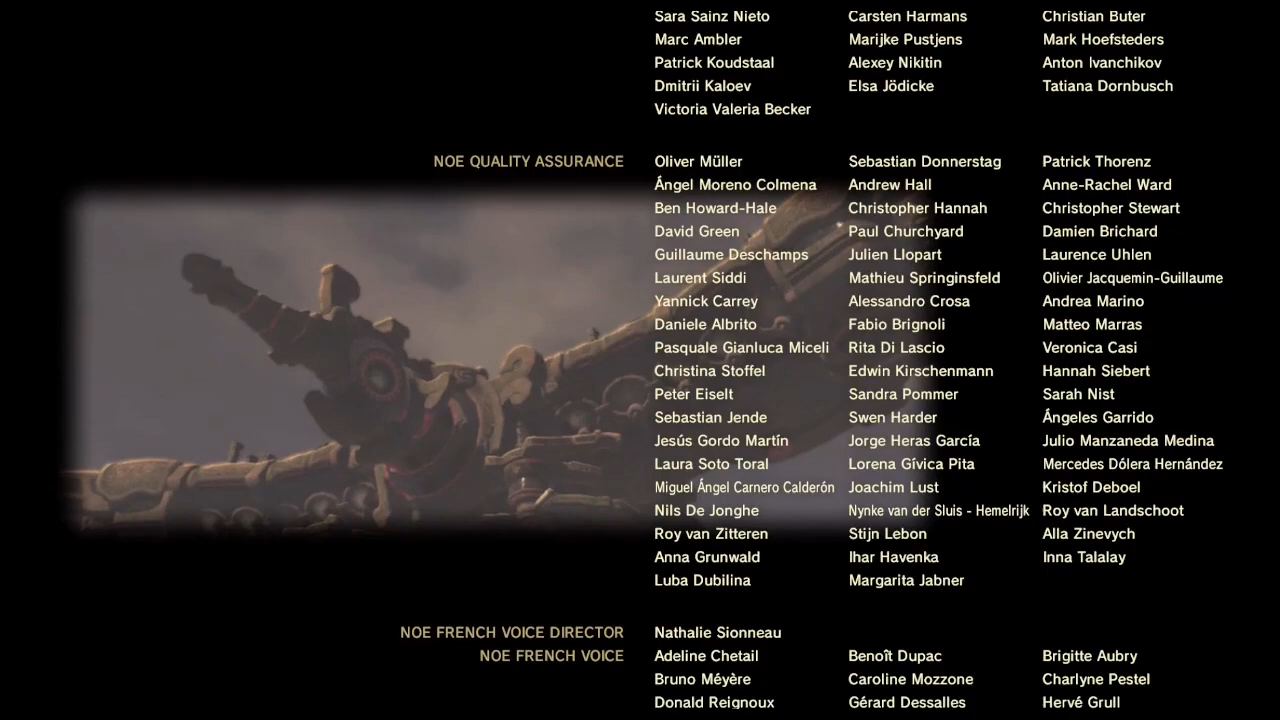 Sara Sainz Nieto Carsten Harmans Christian Buter
Marc Ambler Marijke Pustjens Mark Hoefsteders
Patrick Koudstaal Alexey Nikitin Anton Ivanchikov
Dmitrii Kaloev Elsa Jödicke Tatiana Dornbusch
Victoria Valeria Becker
NOE QUALITY ASSURANCE Oliver Müller Sebastian Donnerstag Patrick Thorenz
Ángel Moreno Colmena Andrew Hall Anne-Rachel Ward
Ben Howard-Hale Christopher Hannah Christopher Stewart
David Green Paul Churchyard Damien Brichard
Guillaume Deschamps Julien Llopart Laurence Uhlen
Laurent Siddi Mathieu Springinsfeld Olivier Jacquemin-Guillaume
Yannick Carrey Alessandro Crosa Andrea Marino
Daniele Albrito Fabio Brignoli Matteo Marras
Pasquale Gianluca Miceli Rita Di Lascio Veronica Casi
Christina Stoffel Edwin Kirschenmann Hannah Siebert
Peter Eiselt Sandra Pommer Sarah Nist
Sebastian Jende Swen Harder Ángeles Garrido
Jesús Gordo Martín Jorge Heras García Julio Manzaneda Medina
Laura Soto Toral Lorena Gívica Pita Mercedes Dólera Hernández
Miguel Ángel Carnero Calderón Joachim Lust Kristof Deboel
Nils De Jonghe Nynke van der Sluis - Hemelrijk Roy van Landschoot
Roy van Zitteren Stijn Lebon Alla Zinevych
Anna Grunwald Ihar Havenka Inna Talalay
Luba Dubilina Margarita Jabner
NOE FRENCH VOICE DIRECTOR Nathalie Sionneau
NOE FRENCH VOICE Adeline Chetail Benoît Dupac Brigitte Aubry
Bruno Méyère Caroline Mozzone Charlyne Pestel
Donald Reignoux Gérard Dessalles Hervé Grull